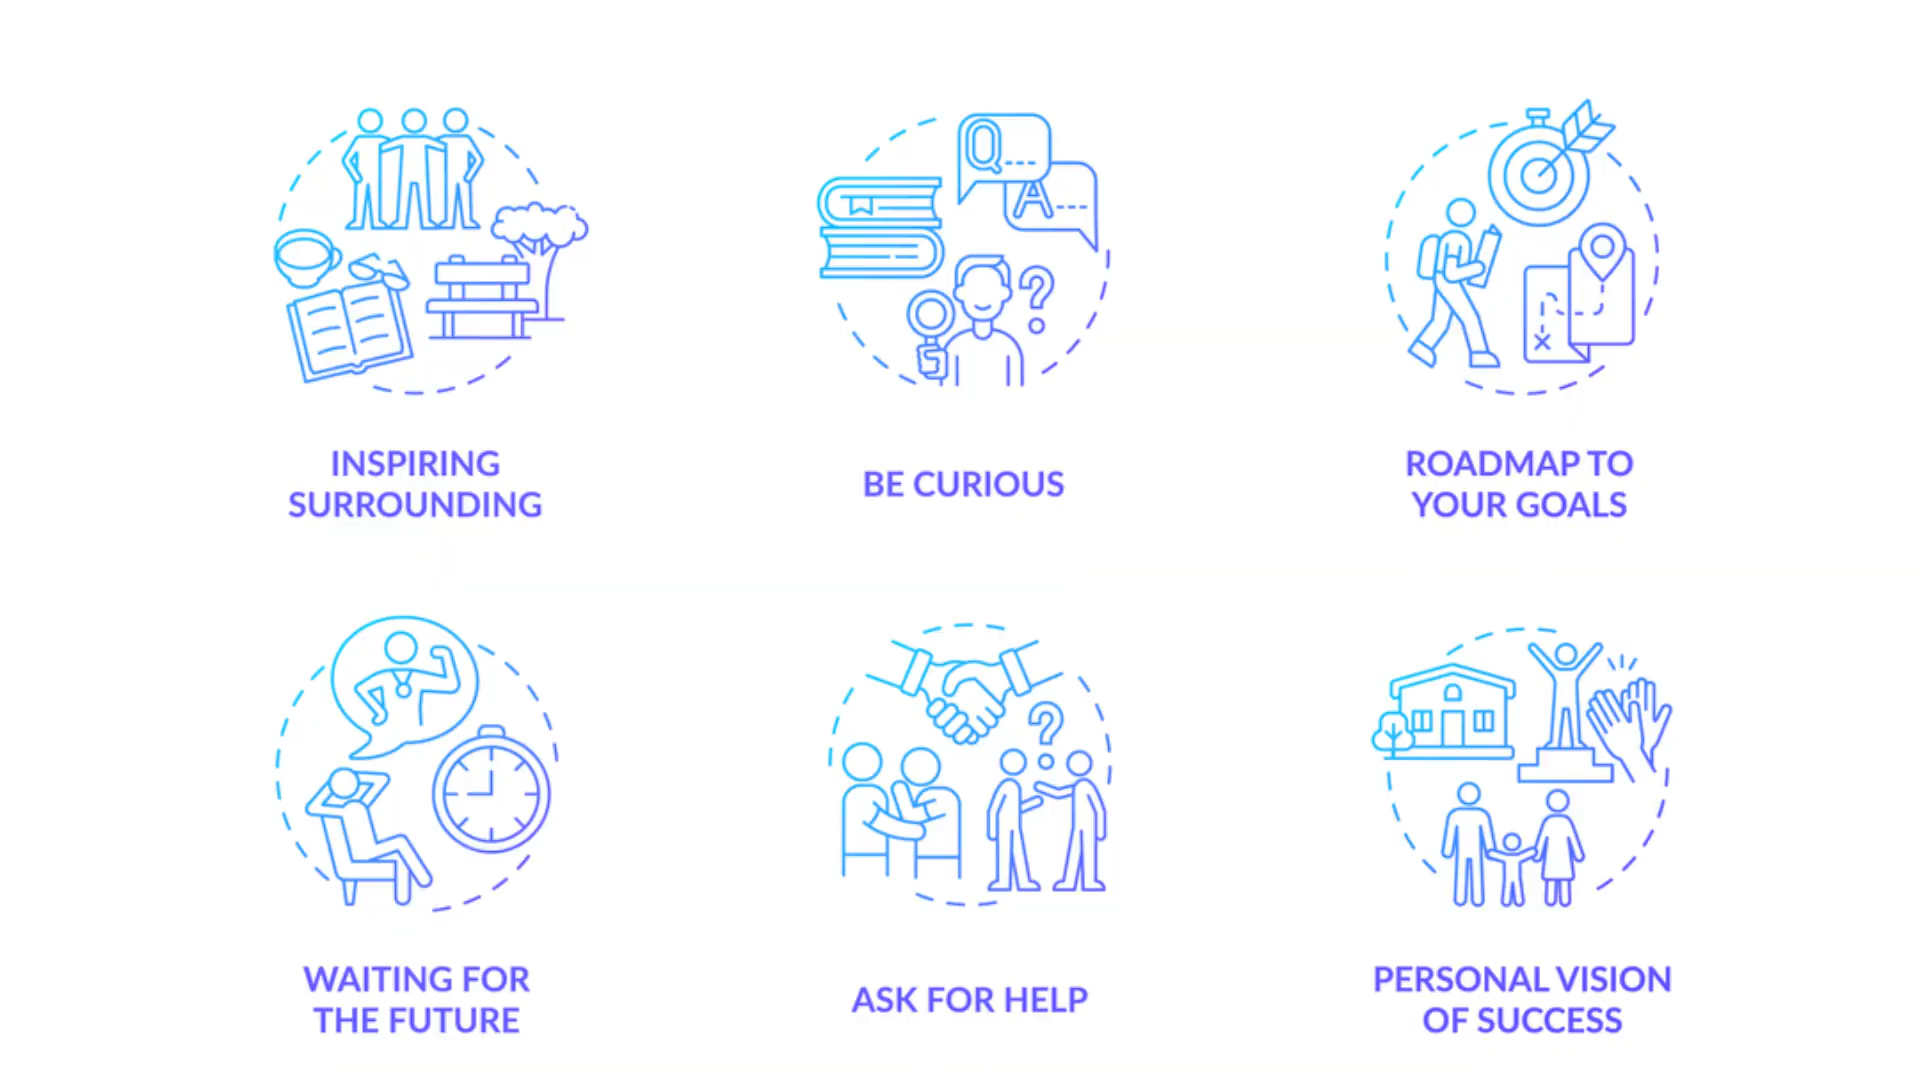 Q
A
INSPIRING
SURROUNDING
BE CURIOUS
ROADMAP TO
YOUR GOALS
WAITING FOR
THE FUTURE
ASK FOR HELP
PERSONAL VISION
OF SUCCESS